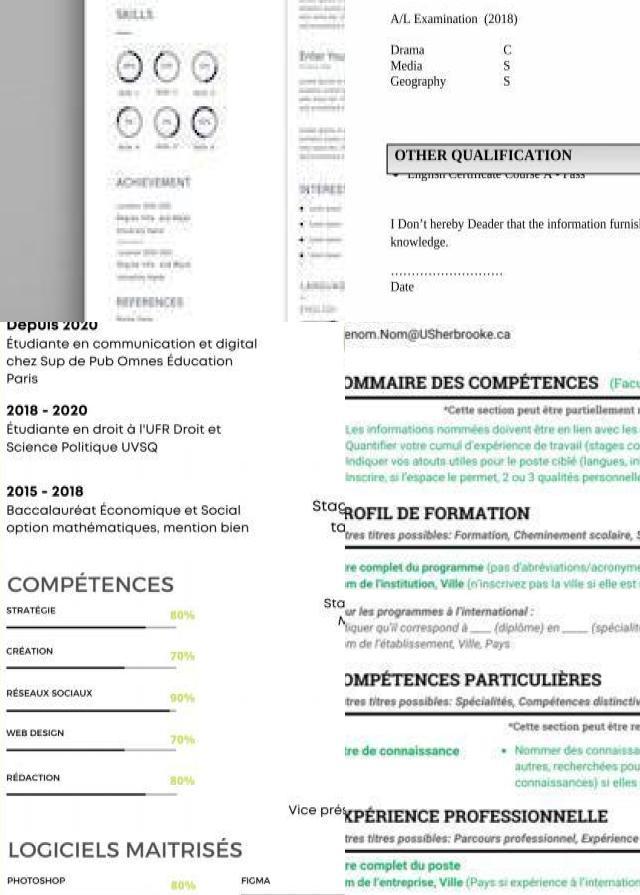 SKILLS
ACHIEVEMENT
REFERENCES
Enter You
INTERES
LANGUAG
ENGLISH
A/L Examination (2018)
Drama C
Media S
Geography S
OTHER QUALIFICATION
English Certificate Course A - Pass
I Don’t hereby Deader that the information furnis
knowledge.
............................
Date
Depuis 2020
Étudiante en communication et digital
chez Sup de Pub Omnes Éducation
Paris
2018 - 2020
Étudiante en droit à l'UFR Droit et
Science Politique UVSQ
2015 - 2018
Baccalauréat Économique et Social
option mathématiques, mention bien
COMPÉTENCES
STRATÉGIE 80%
CRÉATION 70%
RÉSEAUX SOCIAUX 90%
WEB DESIGN 70%
RÉDACTION 80%
LOGICIELS MAITRISÉS
PHOTOSHOP 80% FIGMA
Stag
ta
Sta
Vice prés
enom.Nom@USherbrooke.ca
OMMAIRE DES COMPÉTENCES (Facu
*Cette section peut être partiellement
Les informations nommées doivent être en lien avec les
Quantifier votre cumul d'expérience de travail (stages co
Indiquer vos atouts utiles pour le poste ciblé (langues, in
Inscrire, si l'espace le permet, 2 ou 3 qualités personnelle
ROFIL DE FORMATION
tres titres possibles: Formation, Cheminement scolaire, S
re complet du programme (pas d'abréviations/acronyme
m de l'institution, Ville (n'inscrivez pas la ville si elle est
ur les programmes à l'international :
iquer qu'il correspond à ____ (diplôme) en _____ (spécialit
m de l'établissement, Ville, Pays
OMPÉTENCES PARTICULIÈRES
tres titres possibles: Spécialités, Compétences distinctiv
*Cette section peut être re
re de connaissance • Nommer des connaissa
autres, recherchées pou
connaissances) si elles
XPÉRIENCE PROFESSIONNELLE
tres titres possibles: Parcours professionnel, Expérience
re complet du poste
m de l'entreprise, Ville (Pays si expérience à l'internation